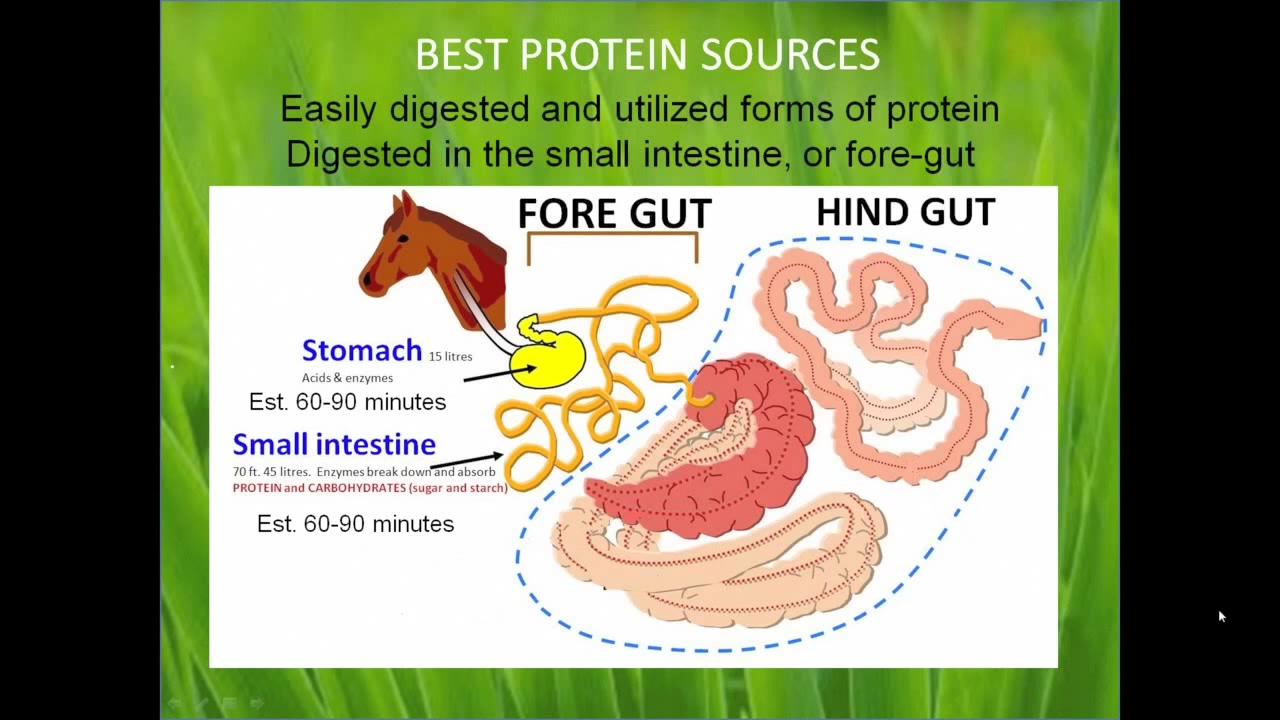 BEST PROTEIN SOURCES
Easily digested and utilized forms of protein
Digested in the small intestine, or fore-gut
FORE GUT
HIND GUT
Stomach 15 litres
Acids & enzymes
Est. 60-90 minutes
Small intestine
70 ft. 45 litres. Enzymes break down and absorb
PROTEIN and CARBOHYDRATES (sugar and starch)
Est. 60-90 minutes